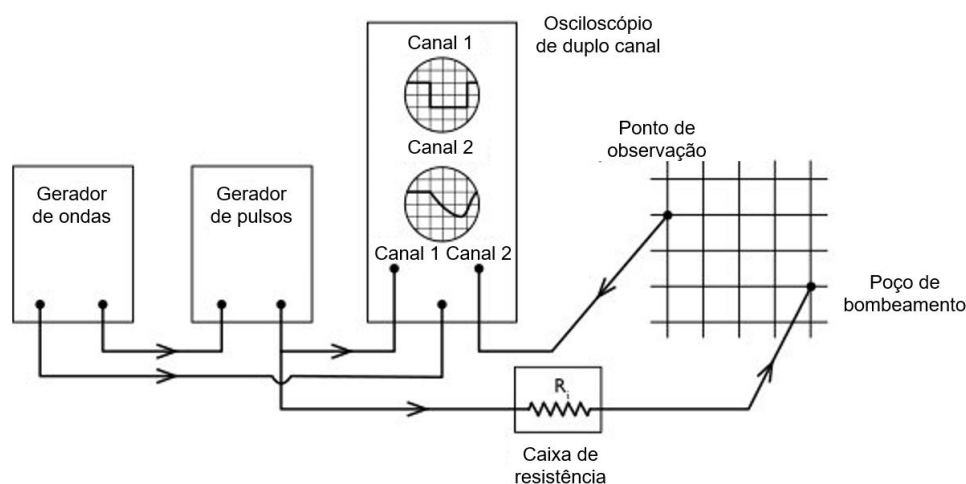 Osciloscópio
de duplo canal
Canal 1
Canal 2
Canal 1 Canal 2
Gerador
de ondas
Gerador
de pulsos
Ponto de
observação
Poço de
bombeamento
R i
Caixa de
resistência